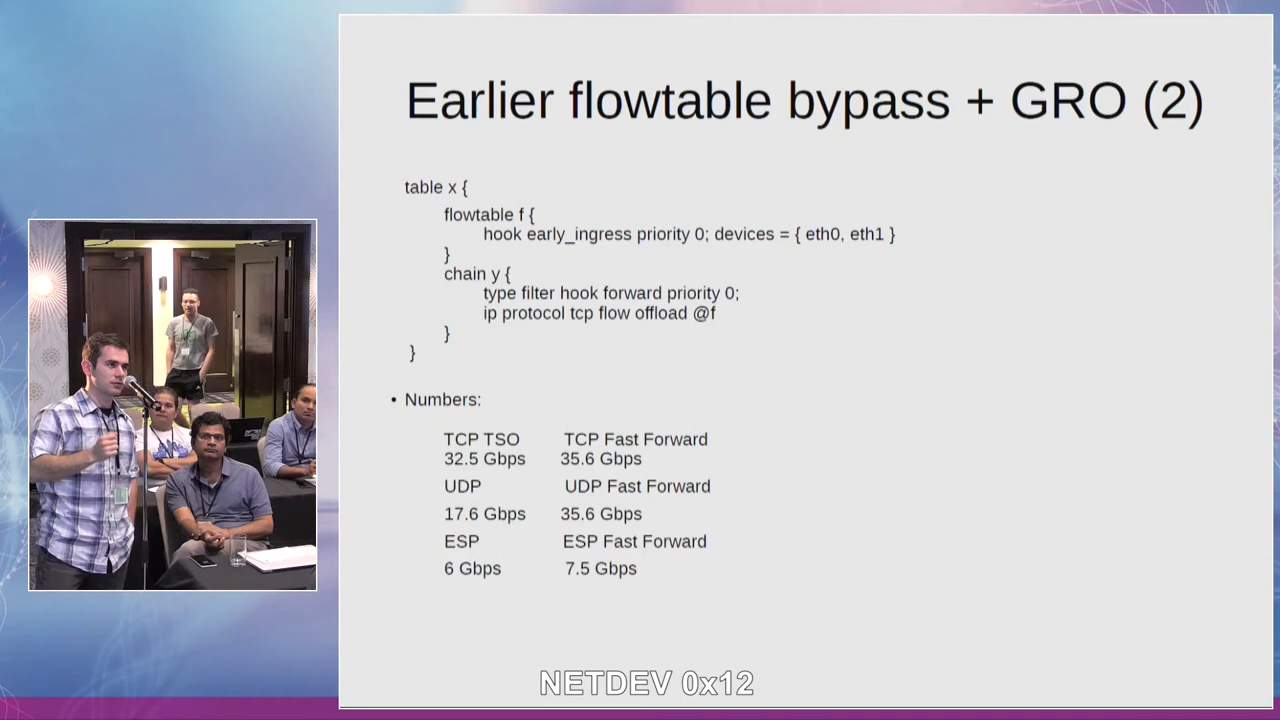 Earlier flowtable bypass + GRO (2)
table x {
flowtable f {
hook early_ingress priority 0; devices = { eth0, eth1 }
}
chain y {
type filter hook forward priority 0;
ip protocol tcp flow offload @f
}
}
• Numbers:
TCP TSO TCP Fast Forward
32.5 Gbps 35.6 Gbps
UDP UDP Fast Forward
17.6 Gbps 35.6 Gbps
ESP ESP Fast Forward
6 Gbps 7.5 Gbps
NETDEV 0x12